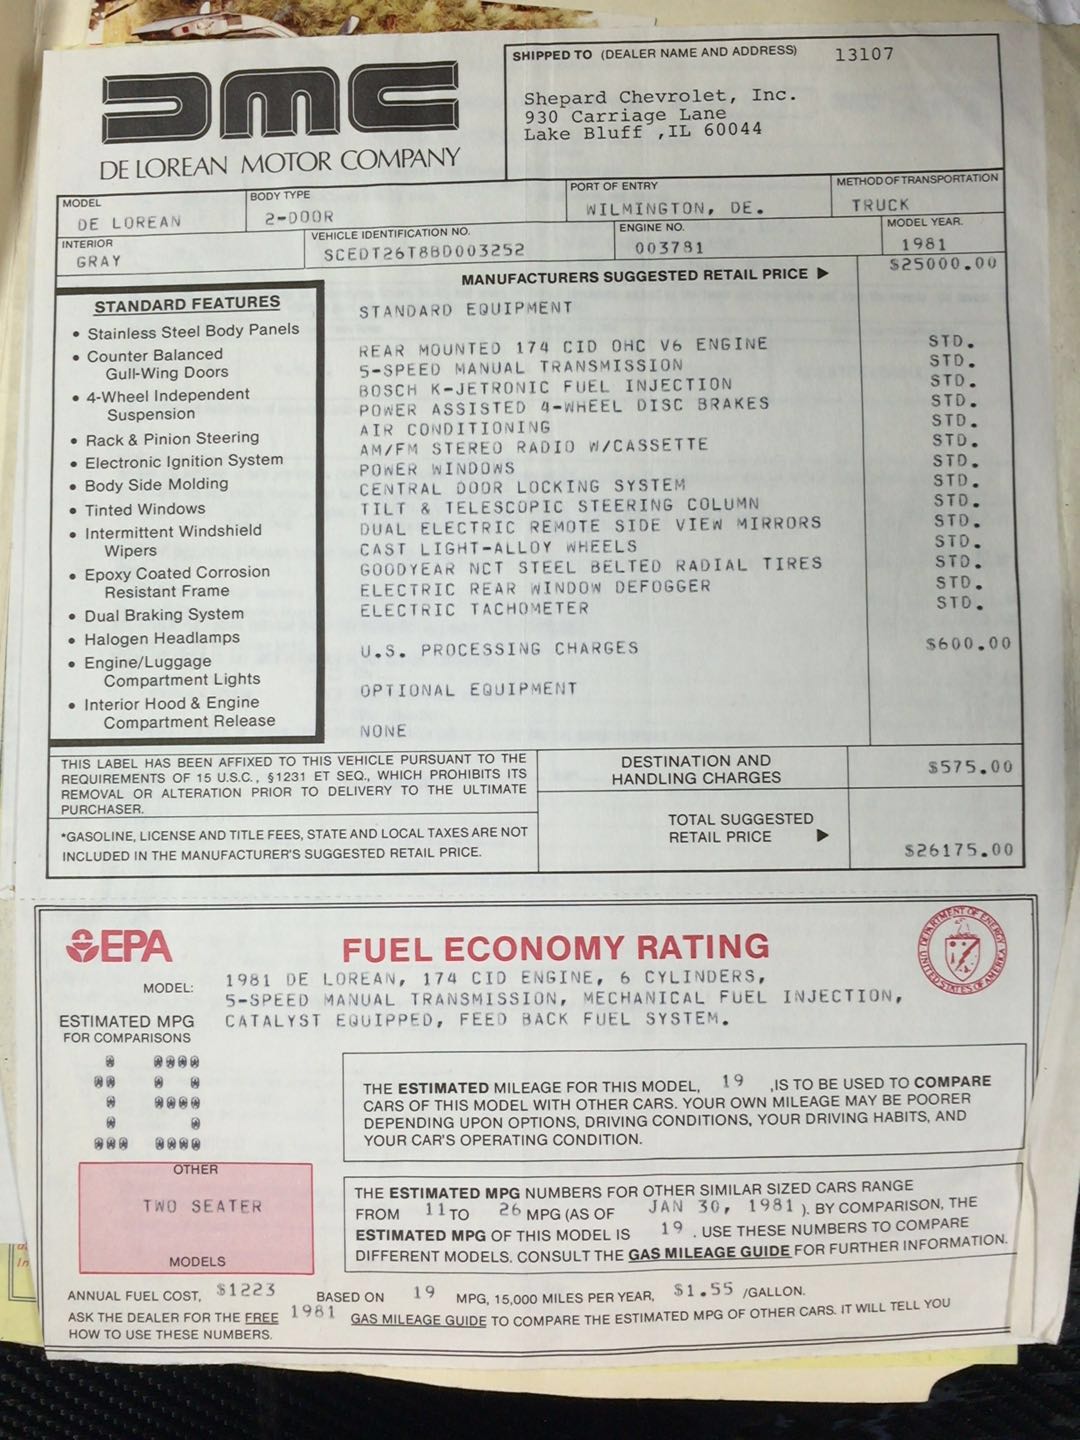 DMC
DE LOREAN MOTOR COMPANY
SHIPPED TO (DEALER NAME AND ADDRESS) 13107
Shepard Chevrolet, Inc.
930 Carriage Lane
Lake Bluff ,IL 60044
MODEL
DE LOREAN
BODY TYPE
2-DOOR
PORT OF ENTRY
WILMINGTON, DE.
METHOD OF TRANSPORTATION
TRUCK
INTERIOR
GRAY
VEHICLE IDENTIFICATION NO.
SCEDT26T8BD003252
ENGINE NO.
003781
MODEL YEAR.
1981
MANUFACTURERS SUGGESTED RETAIL PRICE ▶ $25000.00
STANDARD FEATURES
• Stainless Steel Body Panels
• Counter Balanced
Gull-Wing Doors
• 4-Wheel Independent
Suspension
• Rack & Pinion Steering
• Electronic Ignition System
• Body Side Molding
• Tinted Windows
• Intermittent Windshield
Wipers
• Epoxy Coated Corrosion
Resistant Frame
• Dual Braking System
• Halogen Headlamps
• Engine/Luggage
Compartment Lights
• Interior Hood & Engine
Compartment Release
STANDARD EQUIPMENT
REAR MOUNTED 174 CID OHC V6 ENGINE STD.
5-SPEED MANUAL TRANSMISSION STD.
BOSCH K-JETRONIC FUEL INJECTION STD.
POWER ASSISTED 4-WHEEL DISC BRAKES STD.
AIR CONDITIONING STD.
AM/FM STEREO RADIO W/CASSETTE STD.
POWER WINDOWS STD.
CENTRAL DOOR LOCKING SYSTEM STD.
TILT & TELESCOPIC STEERING COLUMN STD.
DUAL ELECTRIC REMOTE SIDE VIEW MIRRORS STD.
CAST LIGHT-ALLOY WHEELS STD.
GOODYEAR NCT STEEL BELTED RADIAL TIRES STD.
ELECTRIC REAR WINDOW DEFOGGER STD.
ELECTRIC TACHOMETER STD.
U.S. PROCESSING CHARGES $600.00
OPTIONAL EQUIPMENT
NONE
THIS LABEL HAS BEEN AFFIXED TO THIS VEHICLE PURSUANT TO THE
REQUIREMENTS OF 15 U.S.C., §1231 ET SEQ., WHICH PROHIBITS ITS
REMOVAL OR ALTERATION PRIOR TO DELIVERY TO THE ULTIMATE
PURCHASER.
*GASOLINE, LICENSE AND TITLE FEES, STATE AND LOCAL TAXES ARE NOT
INCLUDED IN THE MANUFACTURER'S SUGGESTED RETAIL PRICE.
DESTINATION AND
HANDLING CHARGES $575.00
TOTAL SUGGESTED
RETAIL PRICE ▶ $26175.00
EPA
FUEL ECONOMY RATING
DEPARTMENT OF ENERGY
UNITED STATES OF AMERICA
MODEL: 1981 DE LOREAN, 174 CID ENGINE, 6 CYLINDERS,
5-SPEED MANUAL TRANSMISSION, MECHANICAL FUEL INJECTION,
CATALYST EQUIPPED, FEED BACK FUEL SYSTEM.
ESTIMATED MPG
FOR COMPARISONS
19
THE ESTIMATED MILEAGE FOR THIS MODEL, 19 ,IS TO BE USED TO COMPARE
CARS OF THIS MODEL WITH OTHER CARS. YOUR OWN MILEAGE MAY BE POORER
DEPENDING UPON OPTIONS, DRIVING CONDITIONS, YOUR DRIVING HABITS, AND
YOUR CAR'S OPERATING CONDITION.
OTHER
TWO SEATER
MODELS
THE ESTIMATED MPG NUMBERS FOR OTHER SIMILAR SIZED CARS RANGE
FROM 11 TO 26 MPG (AS OF JAN 30, 1981 ). BY COMPARISON, THE
ESTIMATED MPG OF THIS MODEL IS 19 . USE THESE NUMBERS TO COMPARE
DIFFERENT MODELS. CONSULT THE GAS MILEAGE GUIDE FOR FURTHER INFORMATION.
ANNUAL FUEL COST, $1223 BASED ON 19 MPG, 15,000 MILES PER YEAR, $1.55 /GALLON.
ASK THE DEALER FOR THE FREE 1981 GAS MILEAGE GUIDE TO COMPARE THE ESTIMATED MPG OF OTHER CARS. IT WILL TELL YOU
HOW TO USE THESE NUMBERS.